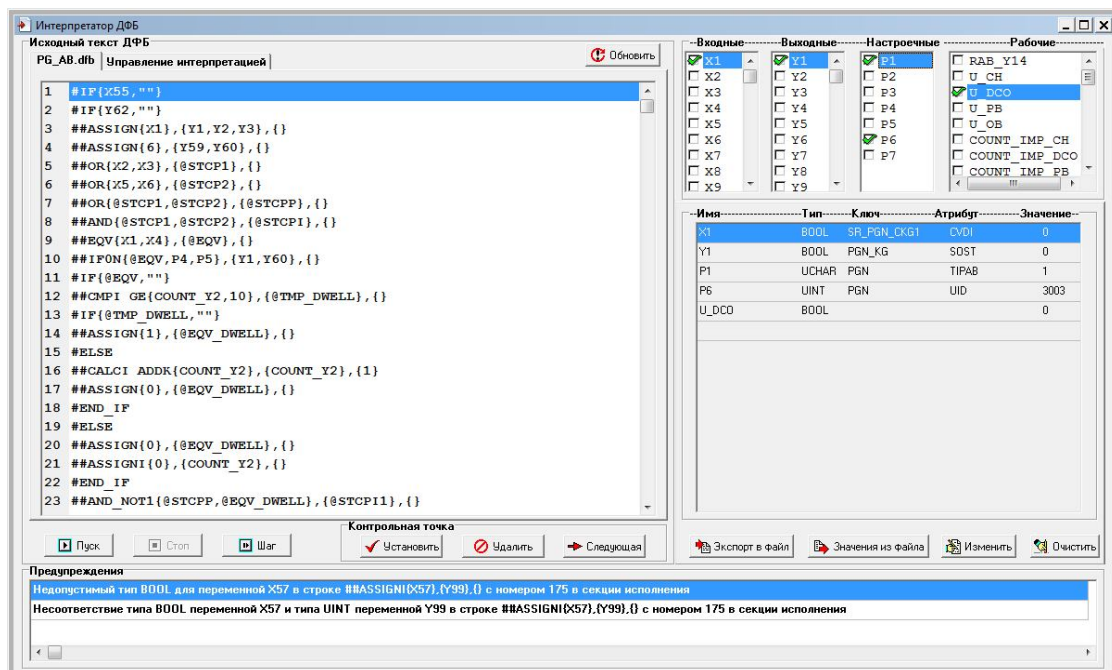 Интерпретатор ДФБ
Исходный текст ДФБ
PG_AB.dfb Управление интерпретацией
Обновить
1 #IF{X55,""}
2 #IF{Y62,""}
3 ##ASSIGN{X1},{Y1,Y2,Y3},{}
4 ##ASSIGN{6},{Y59,Y60},{}
5 ##OR{X2,X3},{@STCP1},{}
6 ##OR{X5,X6},{@STCP2},{}
7 ##OR{@STCP1,@STCP2},{@STCPP},{}
8 ##AND{@STCP1,@STCP2},{@STCPI},{}
9 ##EQV{X1,X4},{@EQV},{}
10 ##IF0N{@EQV,P4,P5},{Y1,Y60},{}
11 #IF{@EQV,""}
12 ##CMPI GE{COUNT_Y2,10},{@TMP_DWELL},{}
13 #IF{@TMP_DWELL,""}
14 ##ASSIGN{1},{@EQV_DWELL},{}
15 #ELSE
16 ##CALCI ADDK{COUNT_Y2},{COUNT_Y2},{1}
17 ##ASSIGN{0},{@EQV_DWELL},{}
18 #END_IF
19 #ELSE
20 ##ASSIGN{0},{@EQV_DWELL},{}
21 ##ASSIGNI{0},{COUNT_Y2},{}
22 #END_IF
23 ##AND_NOT1{@STCPP,@EQV_DWELL},{@STCPI1},{}
Пуск Стоп Шаг
Контрольная точка
Установить Удалить Следующая
--Входные---------Выходные-------Настроечные ----------------Рабочие------------
X1 Y1 P1 RAB_Y14
X2 Y2 P2 U_CH
X3 Y3 P3 U_DCO
X4 Y4 P4 U_PB
X5 Y5 P5 U_OB
X6 Y6 P6 COUNT_IMP_CH
X7 Y7 P7 COUNT_IMP_DCO
X8 Y8 COUNT_IMP_PB
X9 Y9
--Имя-----------------Тип-------Ключ-------------Атрибут-----------Значение--
X1 BOOL SR_PGN_CKG1 CVDI 0
Y1 BOOL PGN_KG SOST 0
P1 UCHAR PGN TIPAB 1
P6 UINT PGN UID 3003
U_DCO BOOL 0
Экспорт в файл Значения из файла Изменить Очистить
Предупреждения
Недопустимый тип BOOL для переменной X57 в строке ##ASSIGNI{X57},{Y99},{} с номером 175 в секции исполнения
Несоответствие типа BOOL переменной X57 и типа UINT переменной Y99 в строке ##ASSIGNI{X57},{Y99},{} с номером 175 в секции исполнения